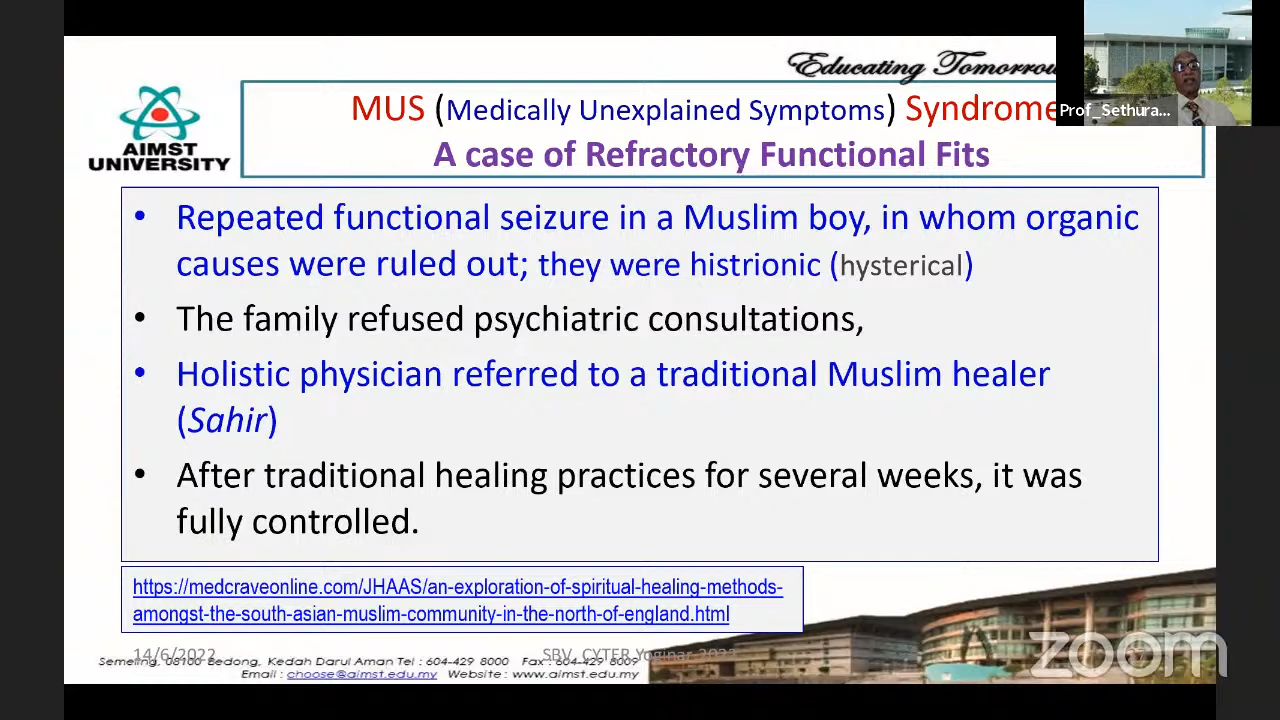 Educating Tomorrow
Prof_Sethura...
AIMST
UNIVERSITY
MUS (Medically Unexplained Symptoms) Syndrome
A case of Refractory Functional Fits
• Repeated functional seizure in a Muslim boy, in whom organic
causes were ruled out; they were histrionic (hysterical)
• The family refused psychiatric consultations,
• Holistic physician referred to a traditional Muslim healer
(Sahir)
• After traditional healing practices for several weeks, it was
fully controlled.
https://medcraveonline.com/JHAAS/an-exploration-of-spiritual-healing-methods-
amongst-the-south-asian-muslim-community-in-the-north-of-england.html
14/6/2022
SBV, CYTER Yoginar 2022
Semeling, 08100 Bedong, Kedah Darul Aman Tel : 604-429 8000 Fax : 604-429 8009
Email : choose@aimst.edu.my Website : www.aimst.edu.my
zoom